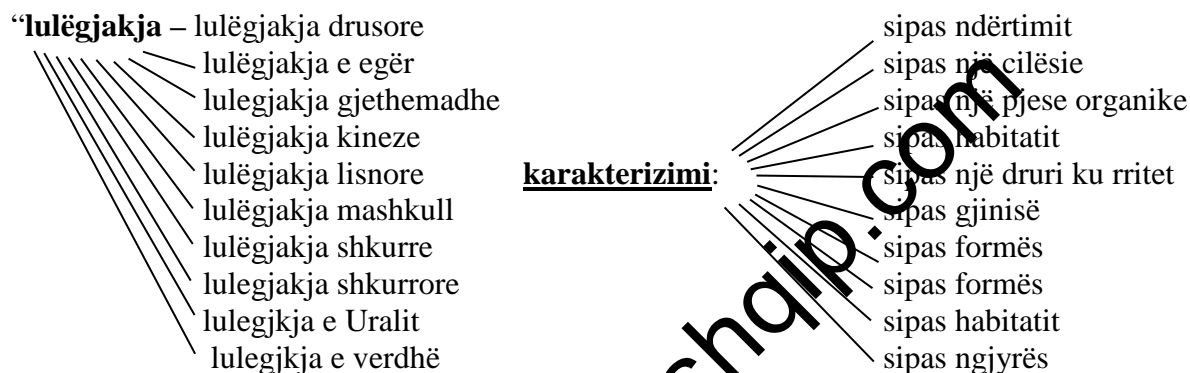 “lulëgjakja – lulëgjakja drusore sipas ndërtimit
lulëgjakja e egër sipas një cilësie
lulegjakja gjethemadhe sipas një pjese organike
lulëgjakja kineze sipas habitatit
lulëgjakja lisnore karakterizimi: sipas një druri ku rritet
lulëgjakja mashkull sipas gjinisë
lulëgjakja shkurre sipas formës
lulegjakja shkurrore sipas formës
lulegjkja e Uralit sipas habitatit
lulegjkja e verdhë sipas ngjyrës
shqip.com